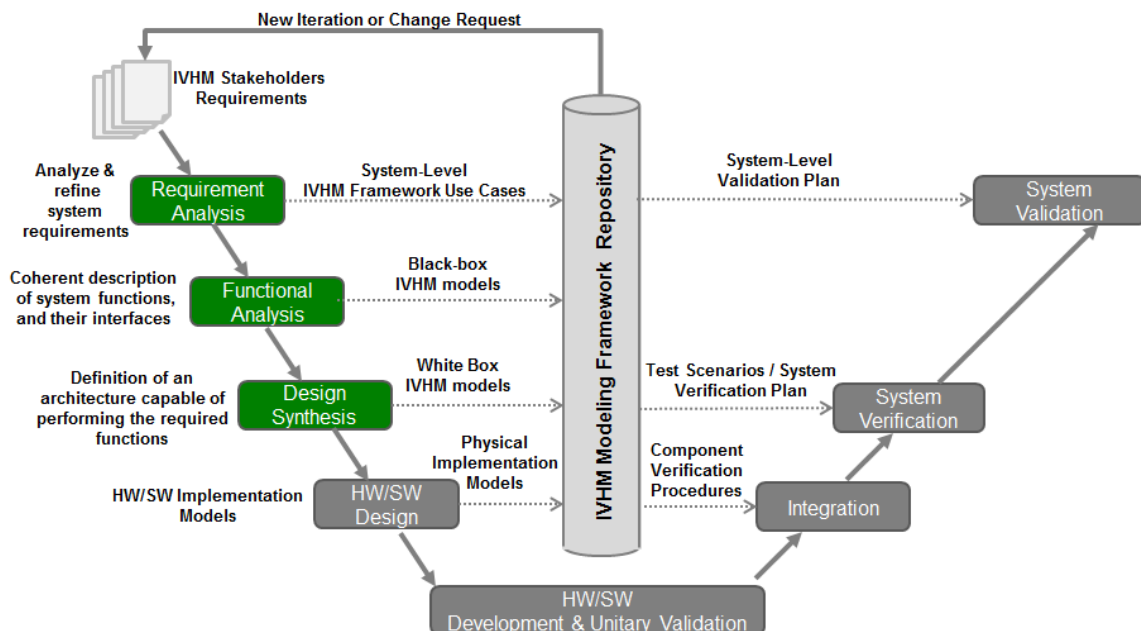 New Iteration or Change Request
IVHM Stakeholders
Requirements
Analyze &
refine
system
requirements
Requirement
Analysis
System-Level
IVHM Framework Use Cases
IVHM Modeling Framework Repository
System-Level
Validation Plan
System
Validation
Coherent description
of system functions,
and their interfaces
Functional
Analysis
Black-box
IVHM models
Definition of an
architecture capable of
performing the required
functions
Design
Synthesis
White Box
IVHM models
Test Scenarios / System
Verification Plan
System
Verification
HW/SW Implementation
Models
HW/SW
Design
Physical
Implementation
Models
Component
Verification
Procedures
Integration
HW/SW
Development & Unitary Validation